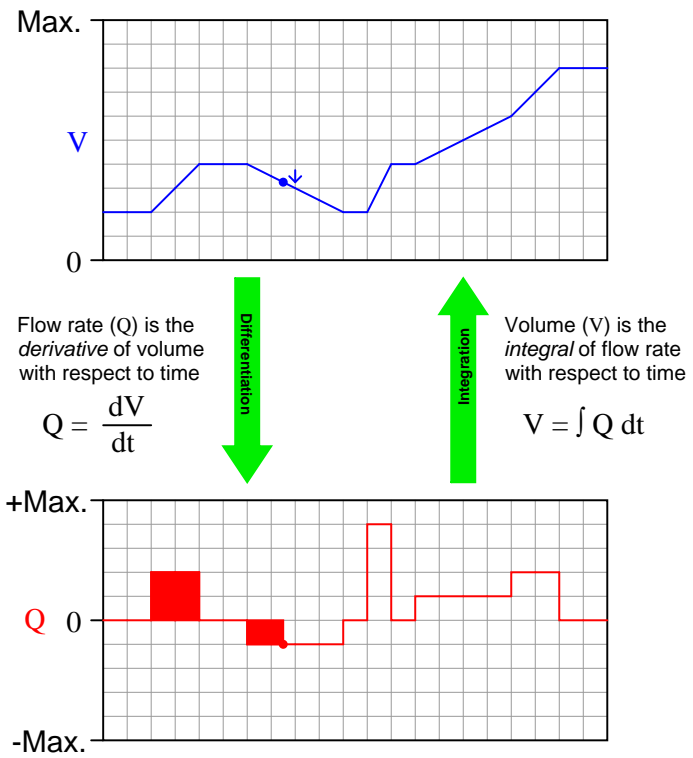 Max.
V
0
Flow rate (Q) is the
derivative of volume
with respect to time
Q = dV
dt
Differentiation
Integration
Volume (V) is the
integral of flow rate
with respect to time
V = ∫ Q dt
+Max.
Q 0
-Max.